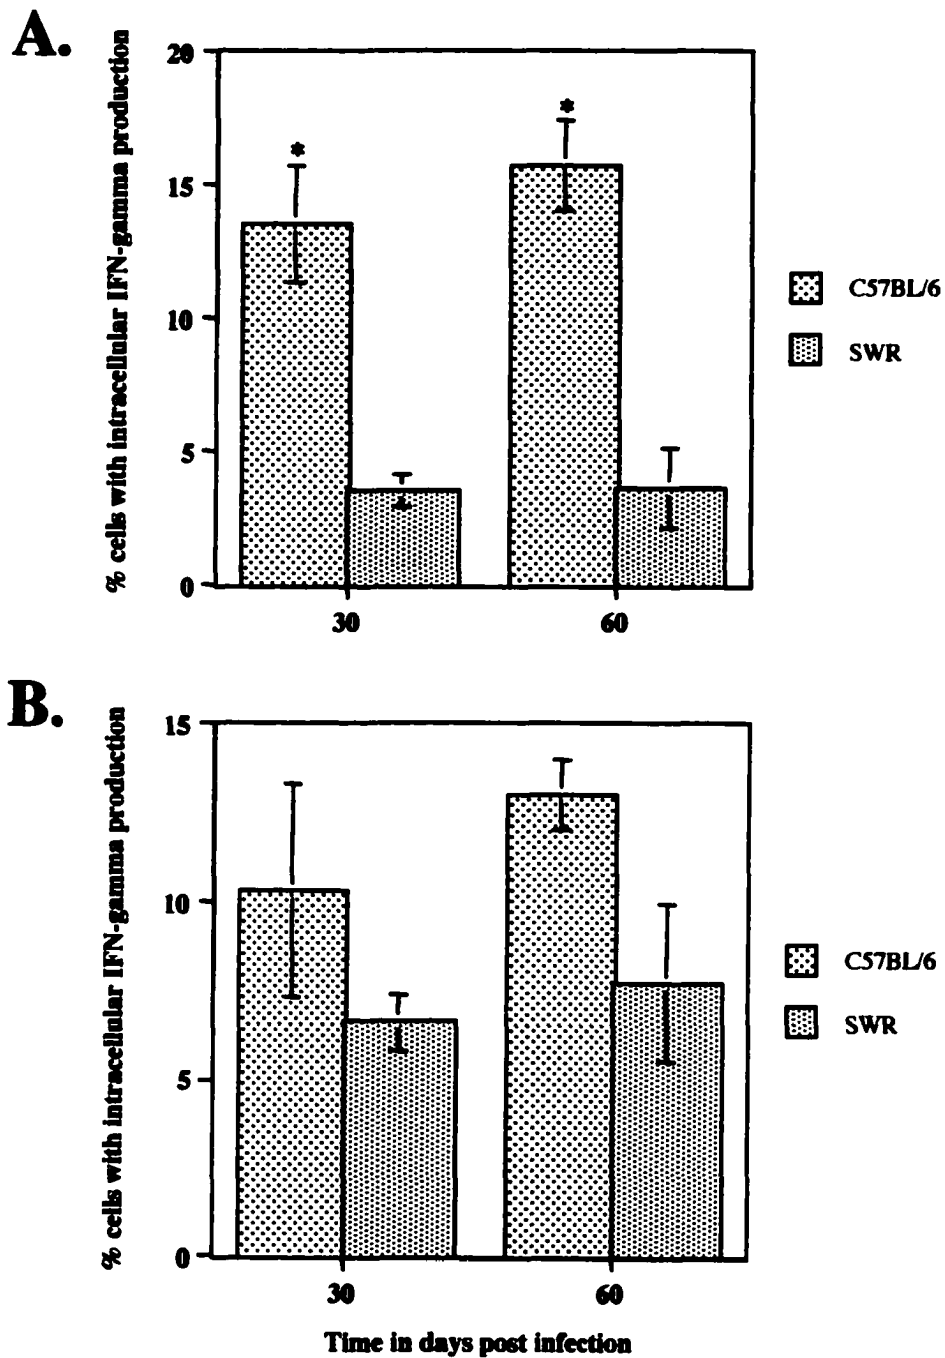 A.
% cells with intracellular IFN-gamma production
20
15
10
5
0
*
*
30
60
C57BL/6
SWR
B.
% cells with intracellular IFN-gamma production
15
10
5
0
30
60
C57BL/6
SWR
Time in days post infection